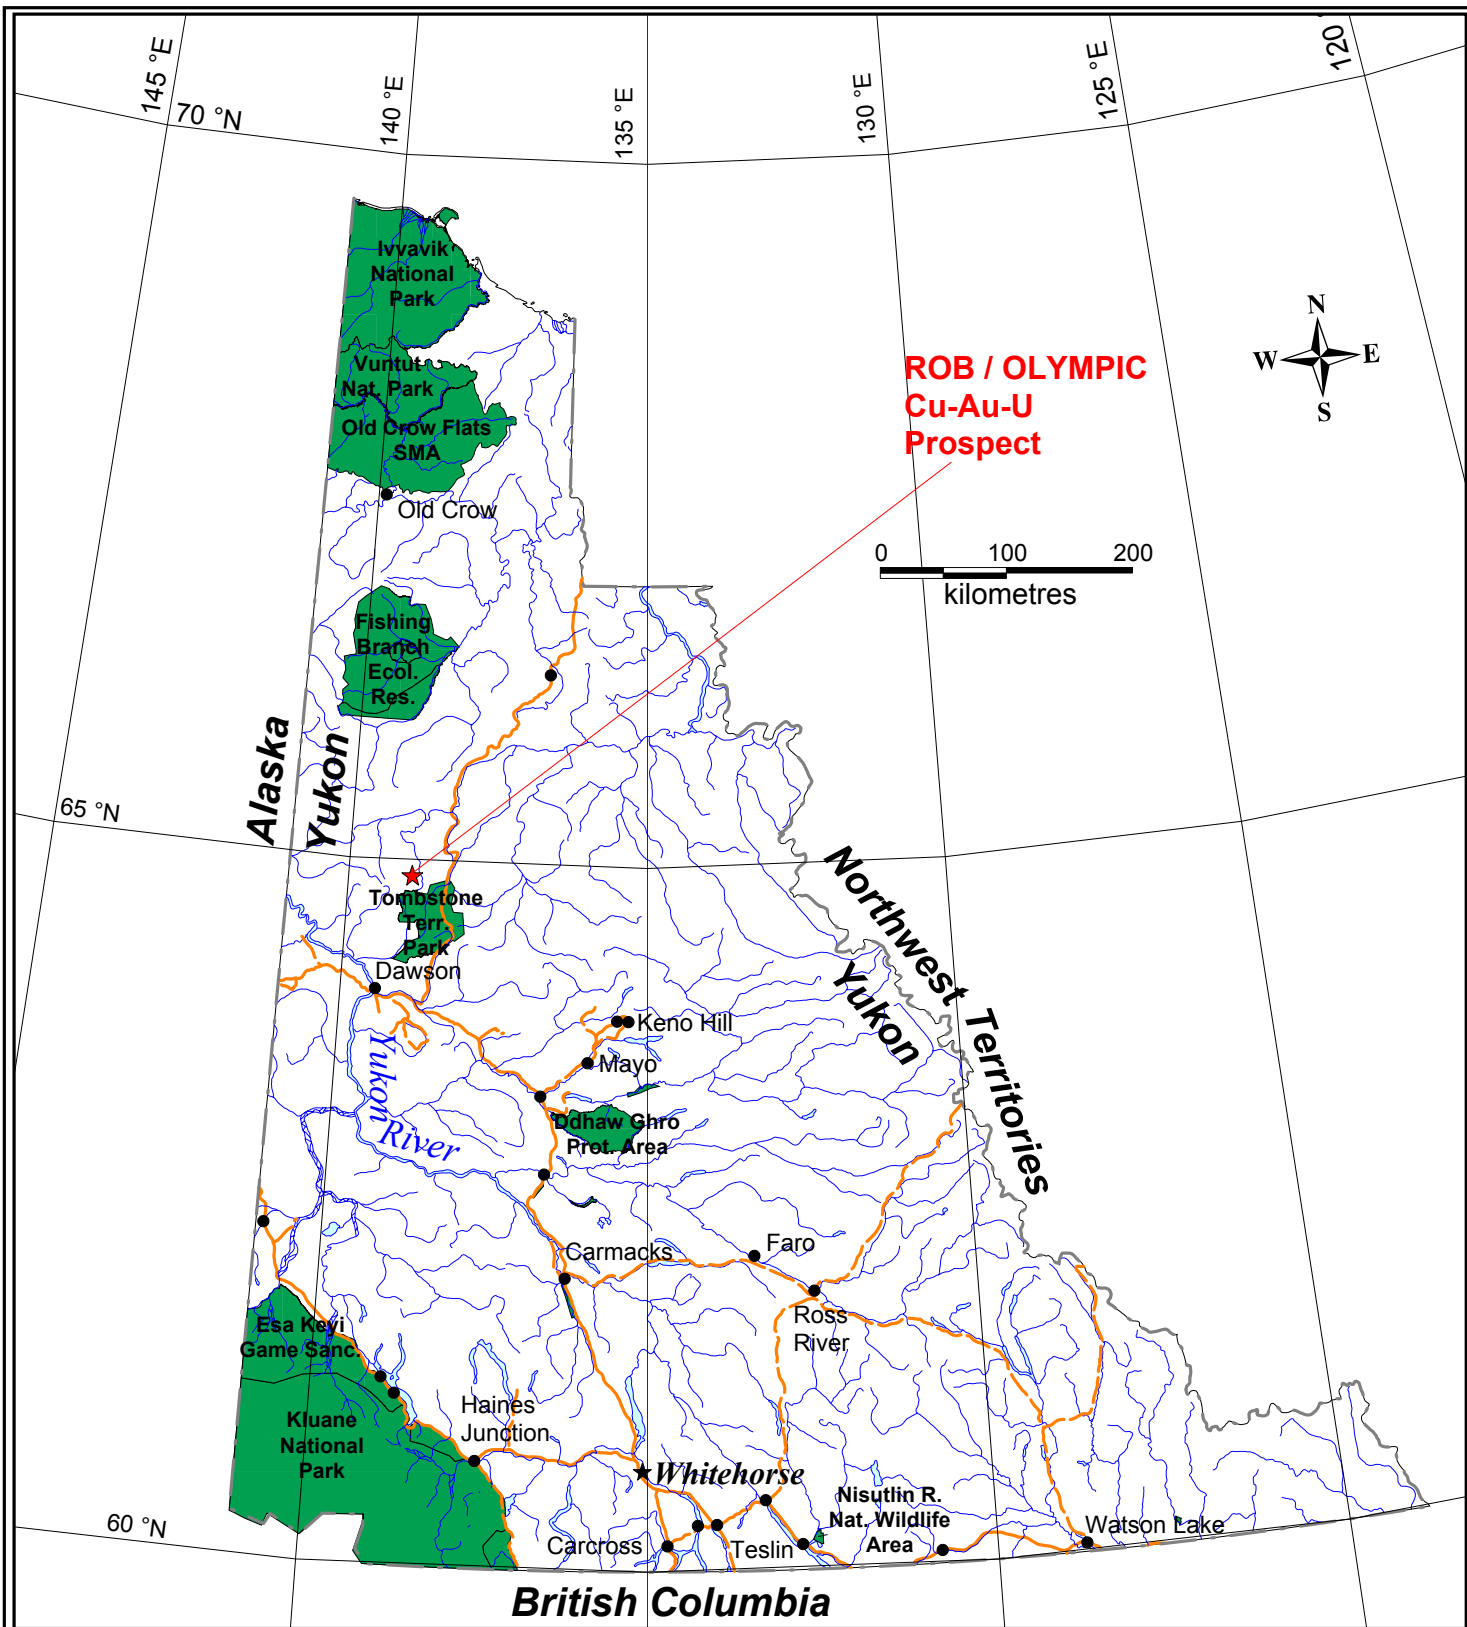 145 °E
140 °E
135 °E
130 °E
125 °E
120
70 °N
Ivvavik
National
Park
N
W
E
S
Vuntut
Nat. Park
ROB / OLYMPIC
Cu-Au-U
Prospect
Old Crow Flats
SMA
Old Crow
0 100 200
kilometres
Fishing
Branch
Ecol.
Res.
Alaska
Yukon
65 °N
Northwest Territories
Yukon
Tombstone
Terr.
Park
Dawson
Keno Hill
Yukon
River
Mayo
Ddhaw Ghro
Prot. Area
Carmacks
Faro
Ross
River
Esa Keyi
Game Sanc.
Kluane
National
Park
Haines
Junction
Whitehorse
Nisutlin R.
Nat. Wildlife
Area
60 °N
Carcross
Teslin
Watson Lake
British Columbia